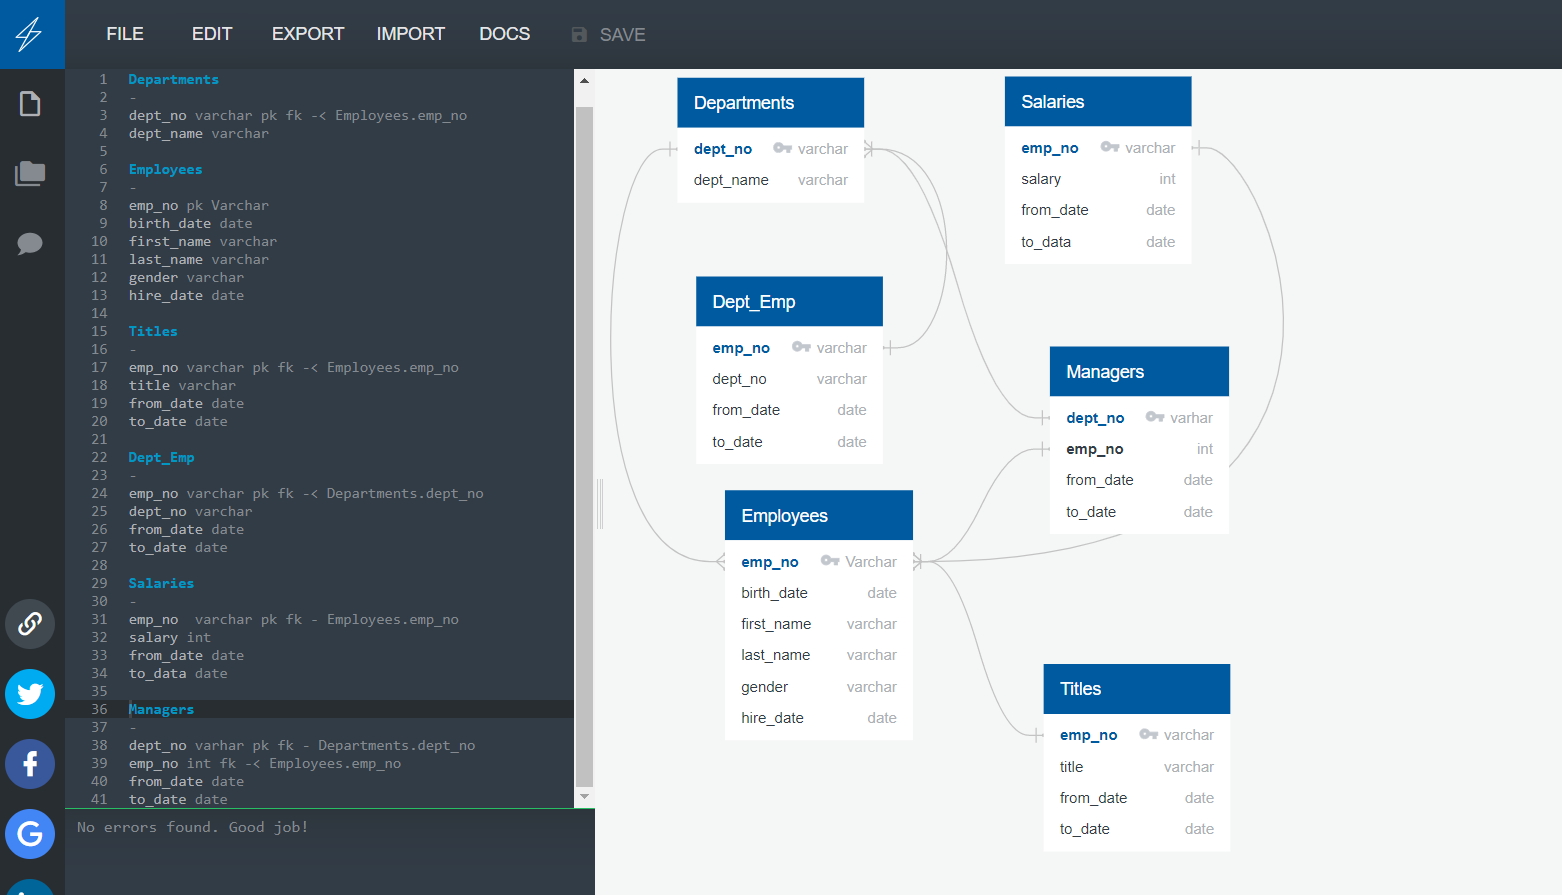 FILE EDIT EXPORT IMPORT DOCS SAVE
1 Departments
2 -
3 dept_no varchar pk fk -< Employees.emp_no
4 dept_name varchar
5
6 Employees
7 -
8 emp_no pk Varchar
9 birth_date date
10 first_name varchar
11 last_name varchar
12 gender varchar
13 hire_date date
14
15 Titles
16 -
17 emp_no varchar pk fk -< Employees.emp_no
18 title varchar
19 from_date date
20 to_date date
21
22 Dept_Emp
23 -
24 emp_no varchar pk fk -< Departments.dept_no
25 dept_no varchar
26 from_date date
27 to_date date
28
29 Salaries
30 -
31 emp_no  varchar pk fk - Employees.emp_no
32 salary int
33 from_date date
34 to_data date
35
36 Managers
37 -
38 dept_no varhar pk fk - Departments.dept_no
39 emp_no int fk -< Employees.emp_no
40 from_date date
41 to_date date
No errors found. Good job!
Departments
dept_no varchar
dept_name varchar
Salaries
emp_no varchar
salary int
from_date date
to_data date
Dept_Emp
emp_no varchar
dept_no varchar
from_date date
to_date date
Managers
dept_no varhar
emp_no int
from_date date
to_date date
Employees
emp_no Varchar
birth_date date
first_name varchar
last_name varchar
gender varchar
hire_date date
Titles
emp_no varchar
title varchar
from_date date
to_date date